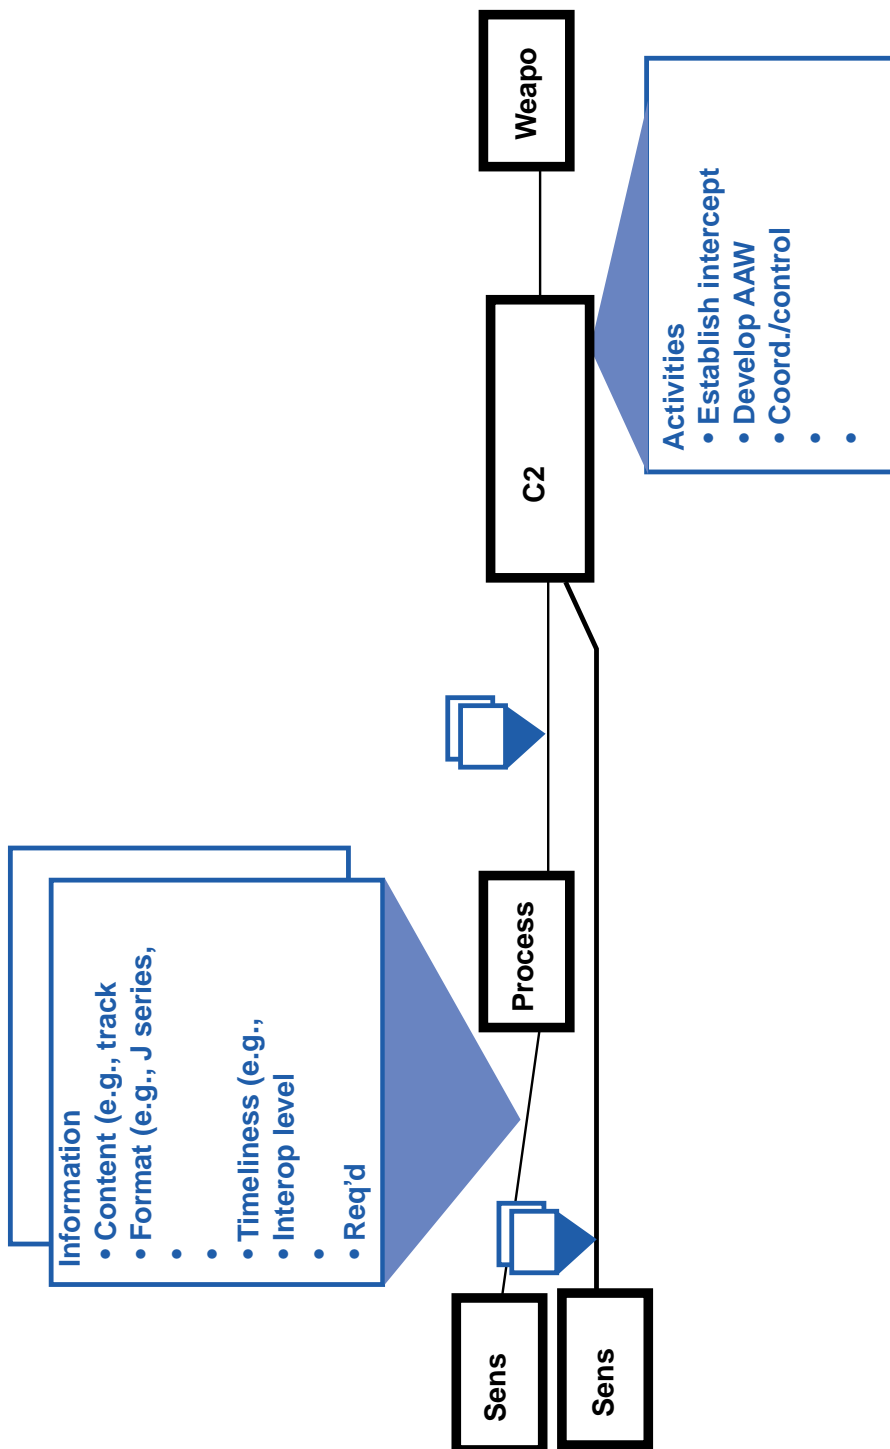 Information
• Content (e.g., track
• Format (e.g., J series,
•
•
• Timeliness (e.g.,
• Interop level
•
• Req'd
Sens
Sens
Process
C2
Weapo
Activities
• Establish intercept
• Develop AAW
• Coord./control
•
•